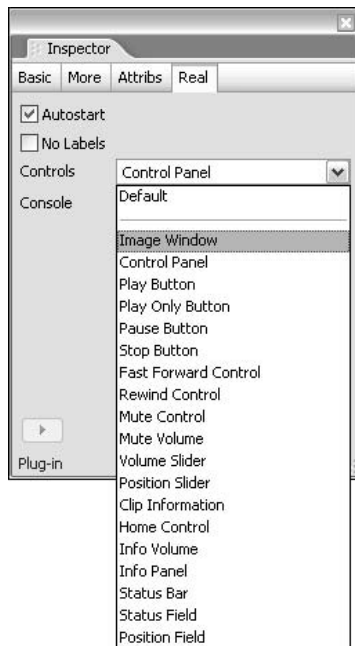 Inspector
Basic More Attribs Real
Autostart
No Labels
Controls Control Panel
Console Default
Image Window
Control Panel
Play Button
Play Only Button
Pause Button
Stop Button
Fast Forward Control
Rewind Control
Mute Control
Mute Volume
Volume Slider
Plug-in Position Slider
Clip Information
Home Control
Info Volume
Info Panel
Status Bar
Status Field
Position Field